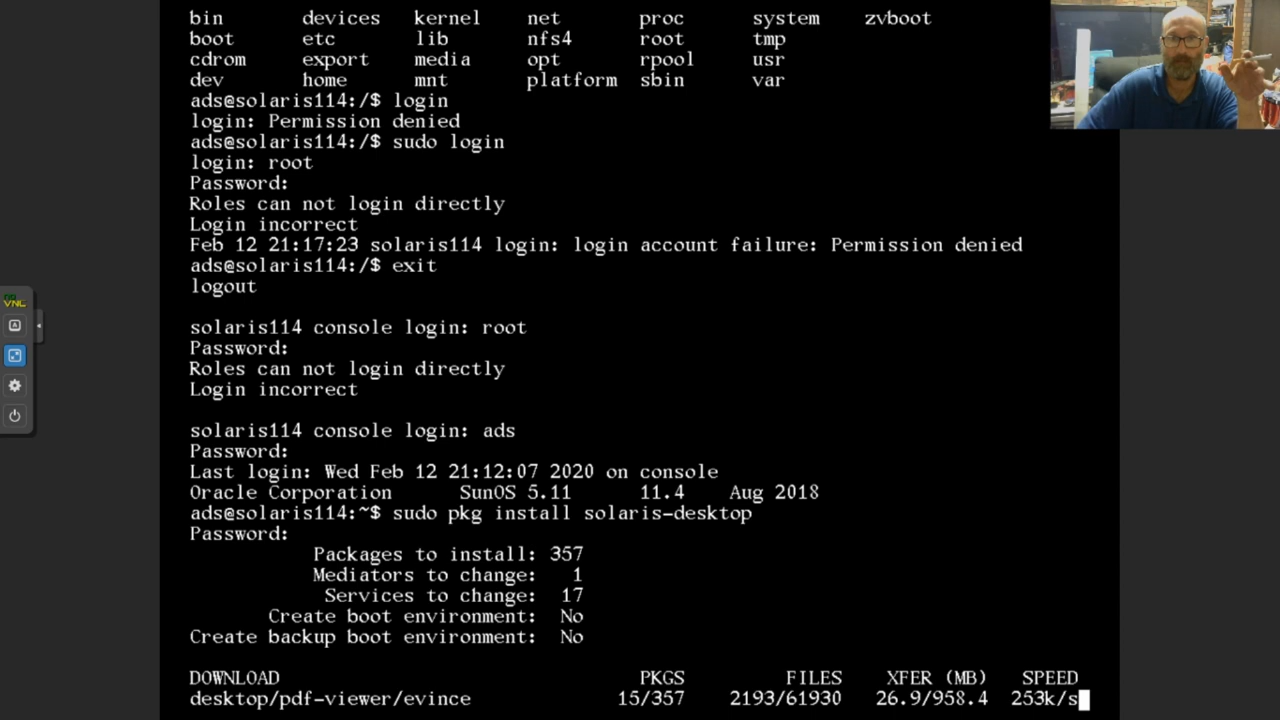 bin devices kernel net proc system zvboot
boot etc lib nfs4 root tmp
cdrom export media opt rpool usr
dev home mnt platform sbin var
ads@solaris114:/$ login
login: Permission denied
ads@solaris114:/$ sudo login
login: root
Password:
Roles can not login directly
Login incorrect
Feb 12 21:17:23 solaris114 login: login account failure: Permission denied
ads@solaris114:/$ exit
logout
solaris114 console login: root
Password:
Roles can not login directly
Login incorrect
solaris114 console login: ads
Password:
Last login: Wed Feb 12 21:12:07 2020 on console
Oracle Corporation SunOS 5.11 11.4 Aug 2018
ads@solaris114:~$ sudo pkg install solaris-desktop
Password:
Packages to install: 357
Mediators to change: 1
Services to change: 17
Create boot environment: No
Create backup boot environment: No
DOWNLOAD PKGS FILES XFER (MB) SPEED
desktop/pdf-viewer/evince 15/357 2193/61930 26.9/958.4 253k/s
no
VNC
A